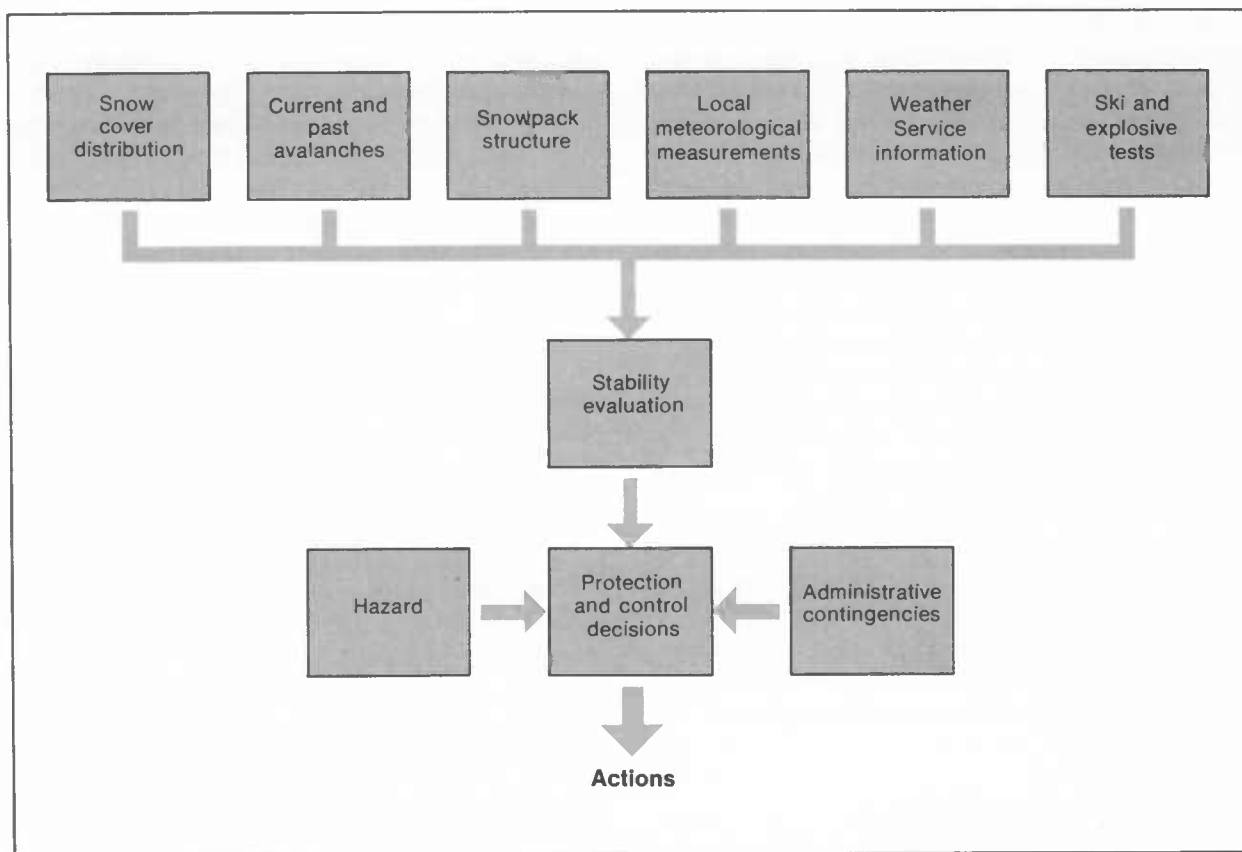 Snow
cover
distribution
Current and
past
avalanches
Snowpack
structure
Local
meteorological
measurements
Weather
Service
information
Ski and
explosive
tests
Stability
evaluation
Hazard
Protection
and control
decisions
Administrative
contingencies
Actions